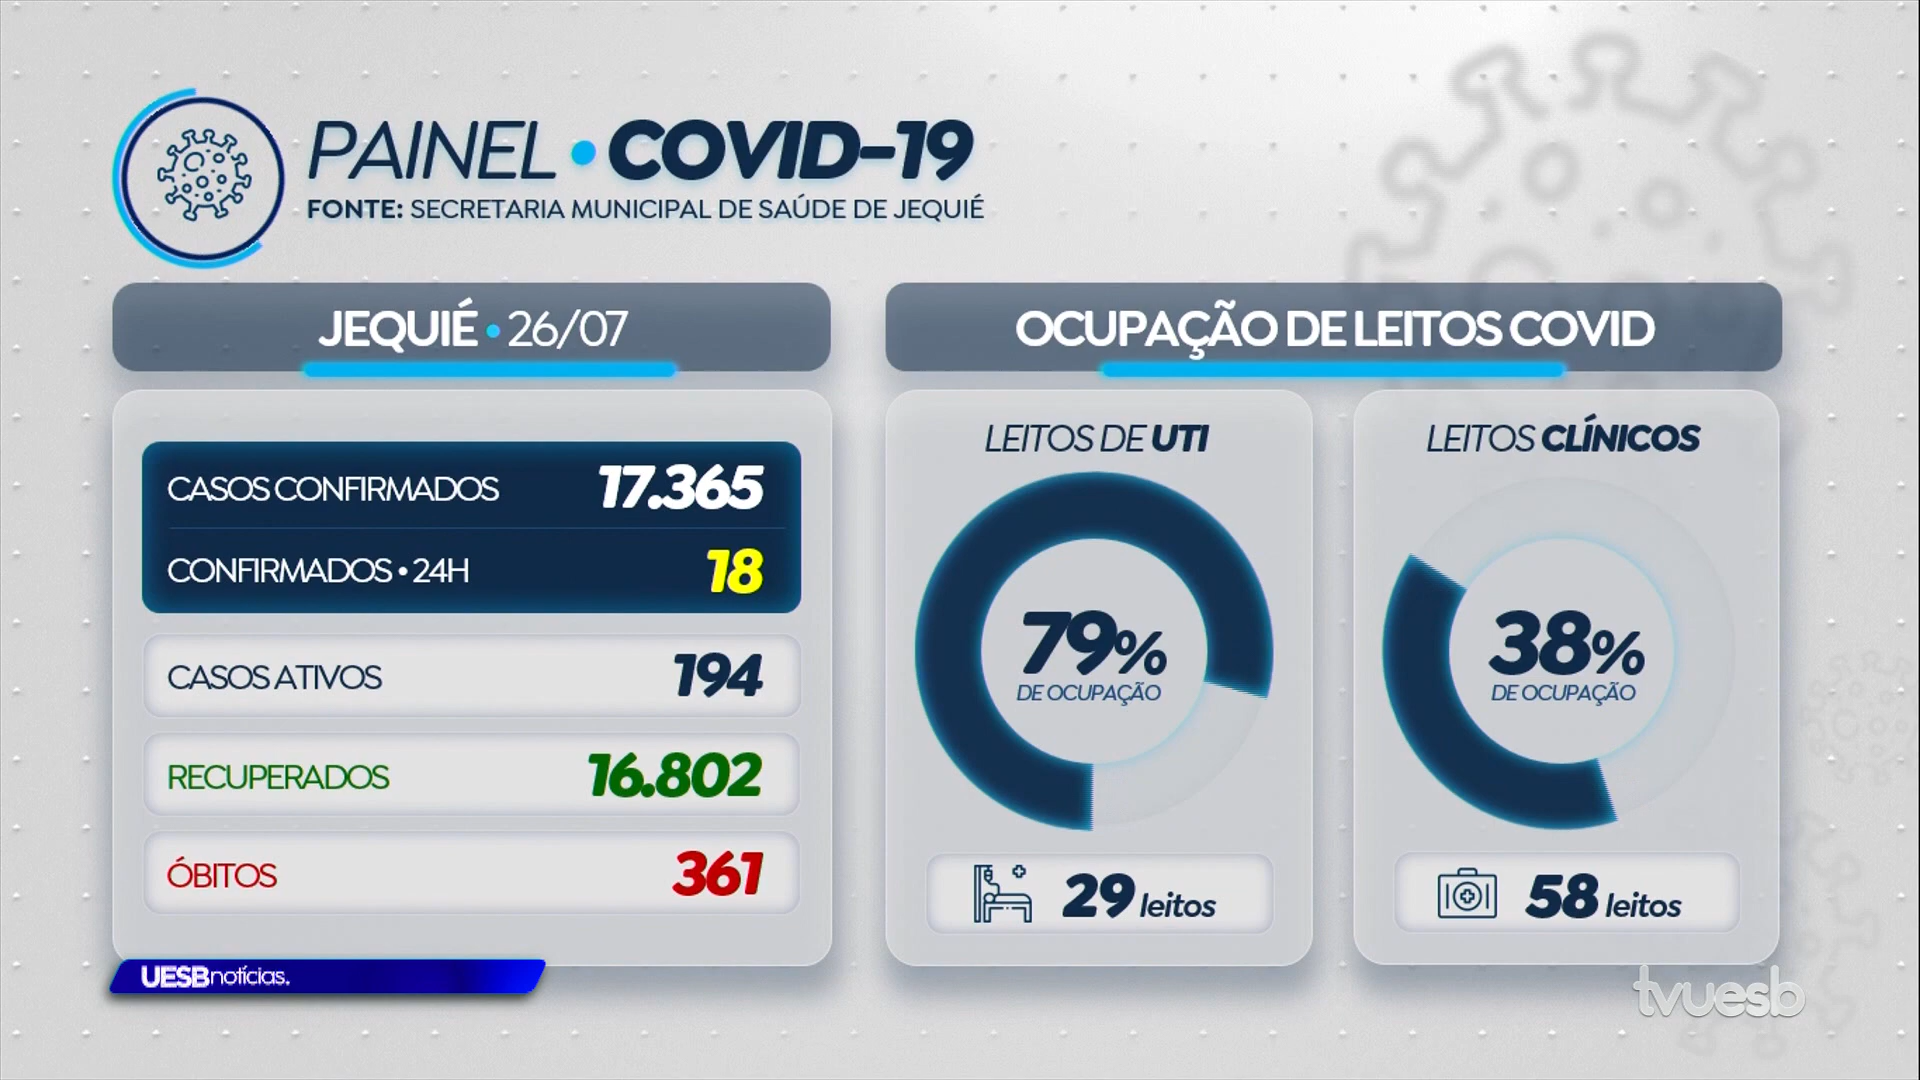 PAINEL • COVID-19
FONTE: SECRETARIA MUNICIPAL DE SAÚDE DE JEQUIÉ
JEQUIÉ • 26/07
CASOS CONFIRMADOS 17.365
CONFIRMADOS • 24H 18
CASOS ATIVOS 194
RECUPERADOS 16.802
ÓBITOS 361
OCUPAÇÃO DE LEITOS COVID
LEITOS DE UTI
79%
DE OCUPAÇÃO
29 leitos
LEITOS CLÍNICOS
38%
DE OCUPAÇÃO
58 leitos
UESBnotícias.
tvuesb